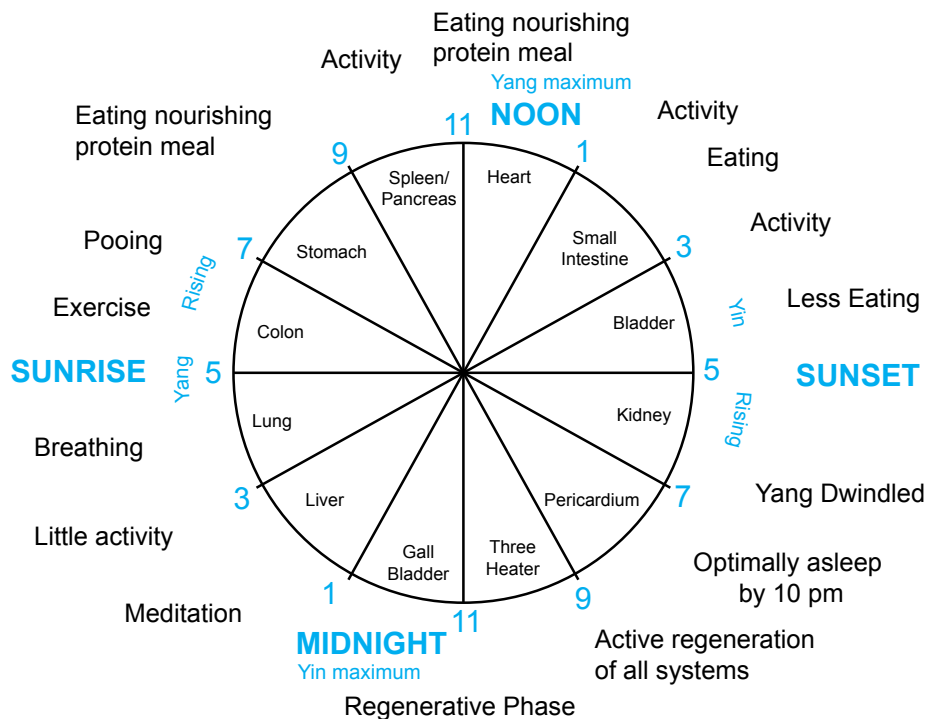 Eating nourishing
protein meal
Activity
Yang maximum
NOON
Eating nourishing
protein meal
Activity
11
1
9
Eating
Spleen/
Pancreas
Heart
Pooing
7
Stomach
Small
Intestine
3
Activity
Rising
Exercise
Colon
Bladder
Yin
Less Eating
SUNRISE
Yang
5
5
SUNSET
Lung
Kidney
Rising
Breathing
3
Liver
Pericardium
7
Yang Dwindled
Little activity
Gall
Bladder
Three
Heater
Optimally asleep
by 10 pm
Meditation
1
9
MIDNIGHT
11
Yin maximum
Active regeneration
of all systems
Regenerative Phase